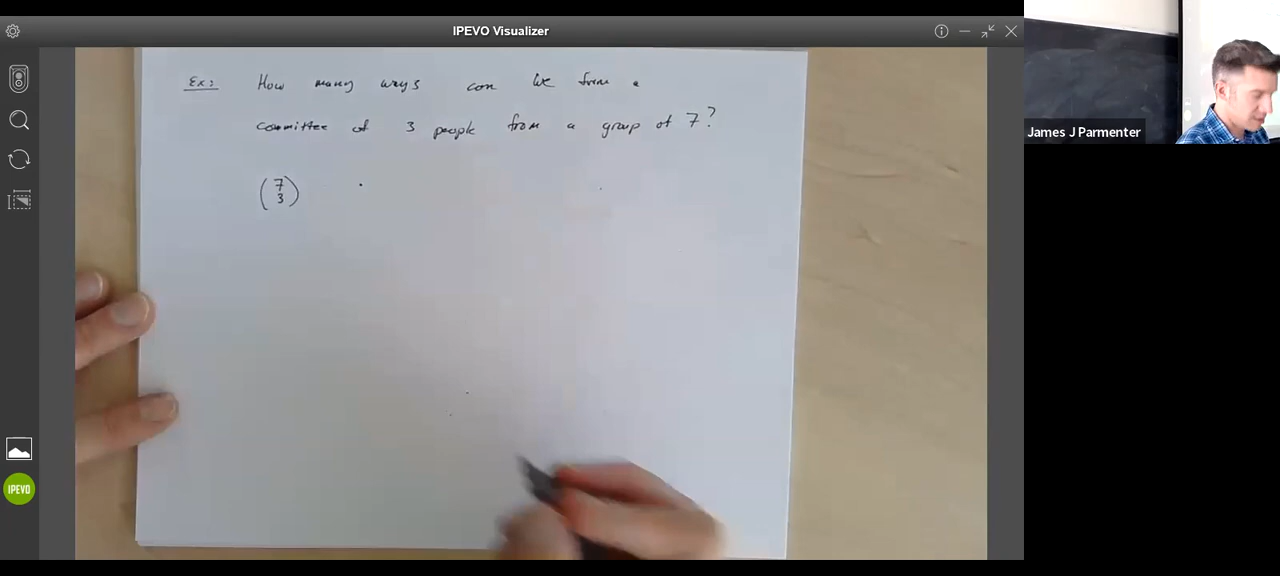 IPEVO Visualizer
Ex: How many ways can we from a
committee of 3 people from a group of 7?
(7
3)
James J Parmenter
IPEVO